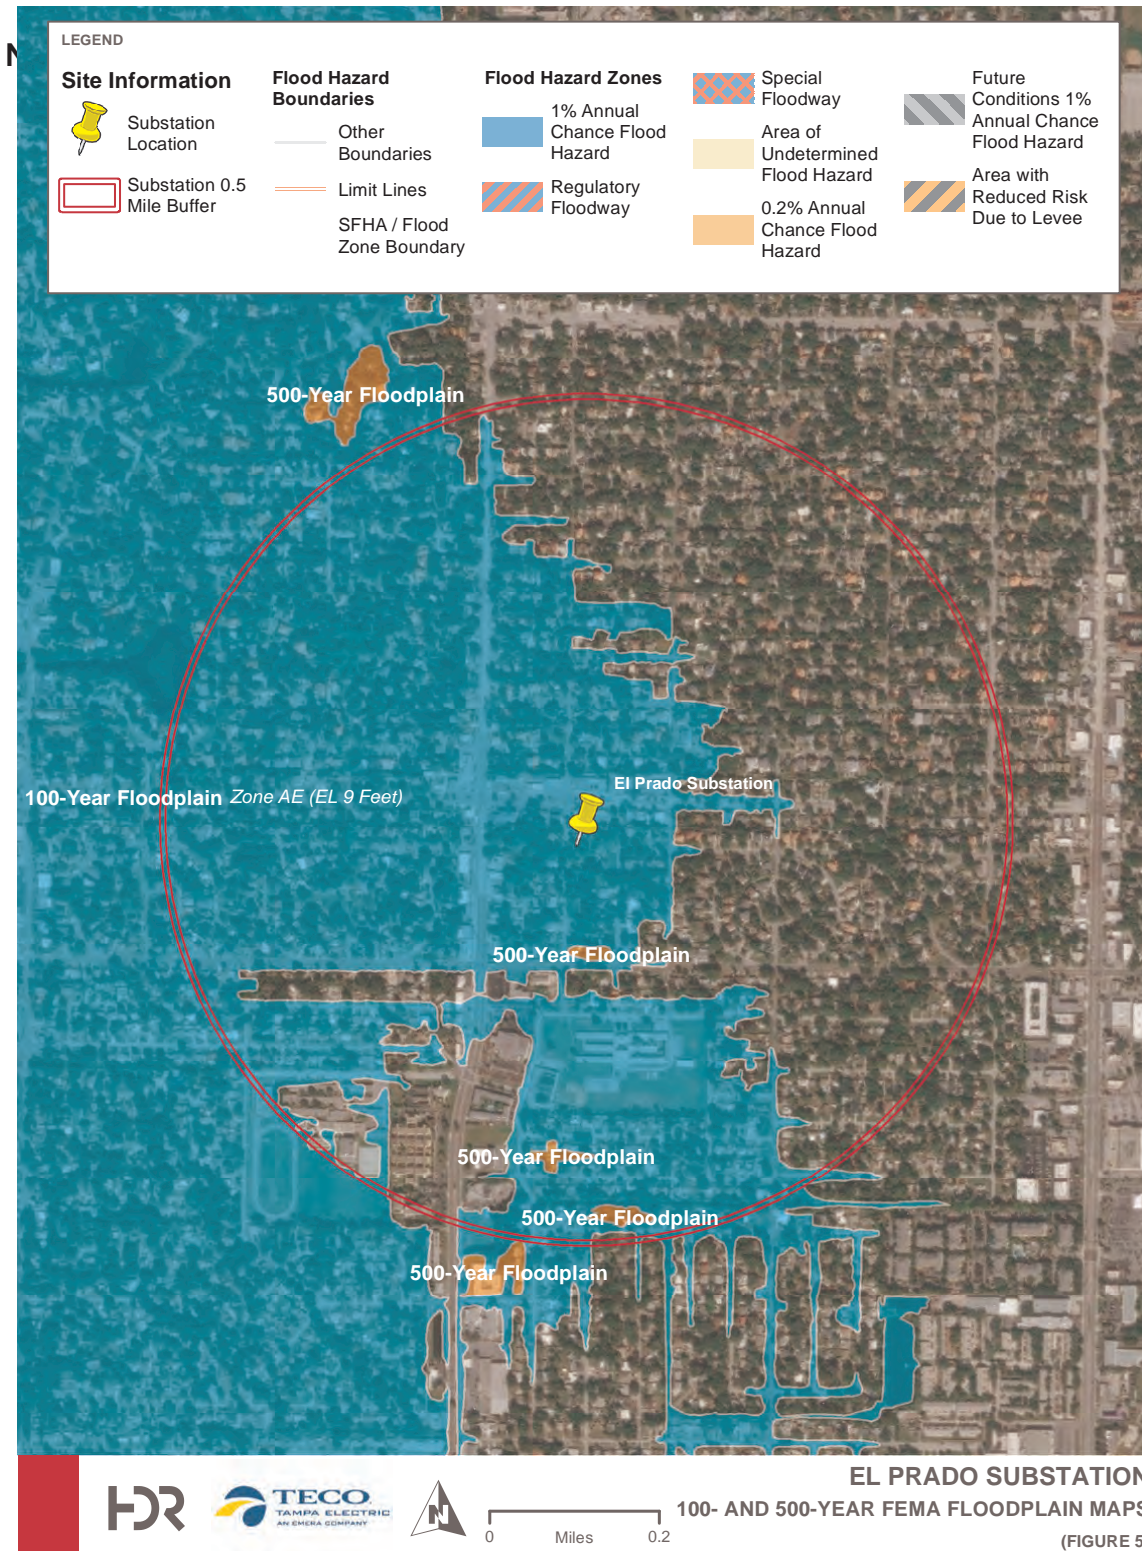 N
LEGEND
Site Information
Substation
Location
Substation 0.5
Mile Buffer
Flood Hazard
Boundaries
Other
Boundaries
Limit Lines
SFHA / Flood
Zone Boundary
Flood Hazard Zones
1% Annual
Chance Flood
Hazard
Regulatory
Floodway
Special
Floodway
Area of
Undetermined
Flood Hazard
0.2% Annual
Chance Flood
Hazard
Future
Conditions 1%
Annual Chance
Flood Hazard
Area with
Reduced Risk
Due to Levee
500-Year Floodplain
El Prado Substation
100-Year Floodplain Zone AE (EL 9 Feet)
500-Year Floodplain
500-Year Floodplain
500-Year Floodplain
500-Year Floodplain
HDR
TECO
TAMPA ELECTRIC
AN EMERA COMPANY
N
0 Miles 0.2
EL PRADO SUBSTATION
100- AND 500-YEAR FEMA FLOODPLAIN MAPS
(FIGURE 5